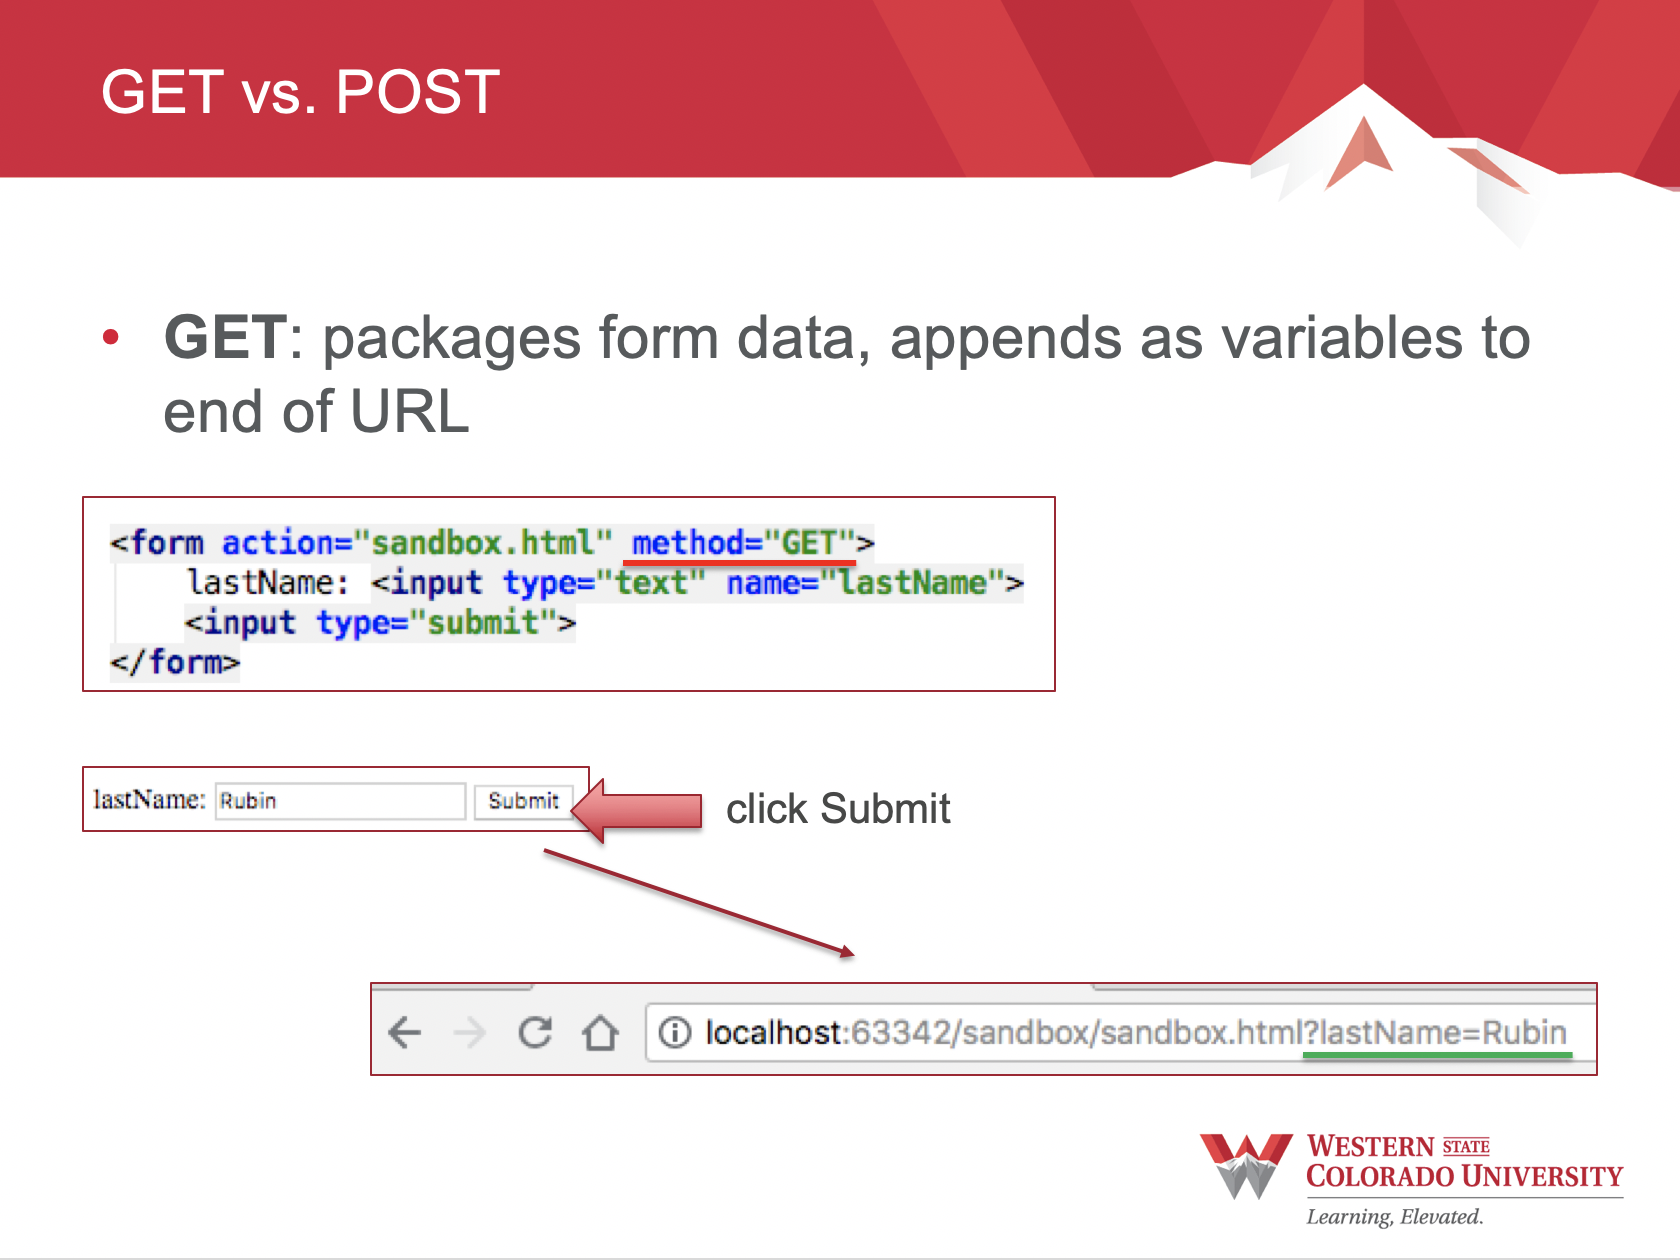 GET vs. POST
• GET: packages form data, appends as variables to
end of URL
<form action="sandbox.html" method="GET">
lastName: <input type="text" name="lastName">
<input type="submit">
</form>
lastName: Rubin Submit
click Submit
localhost:63342/sandbox/sandbox.html?lastName=Rubin
WESTERN STATE
COLORADO UNIVERSITY
Learning, Elevated.